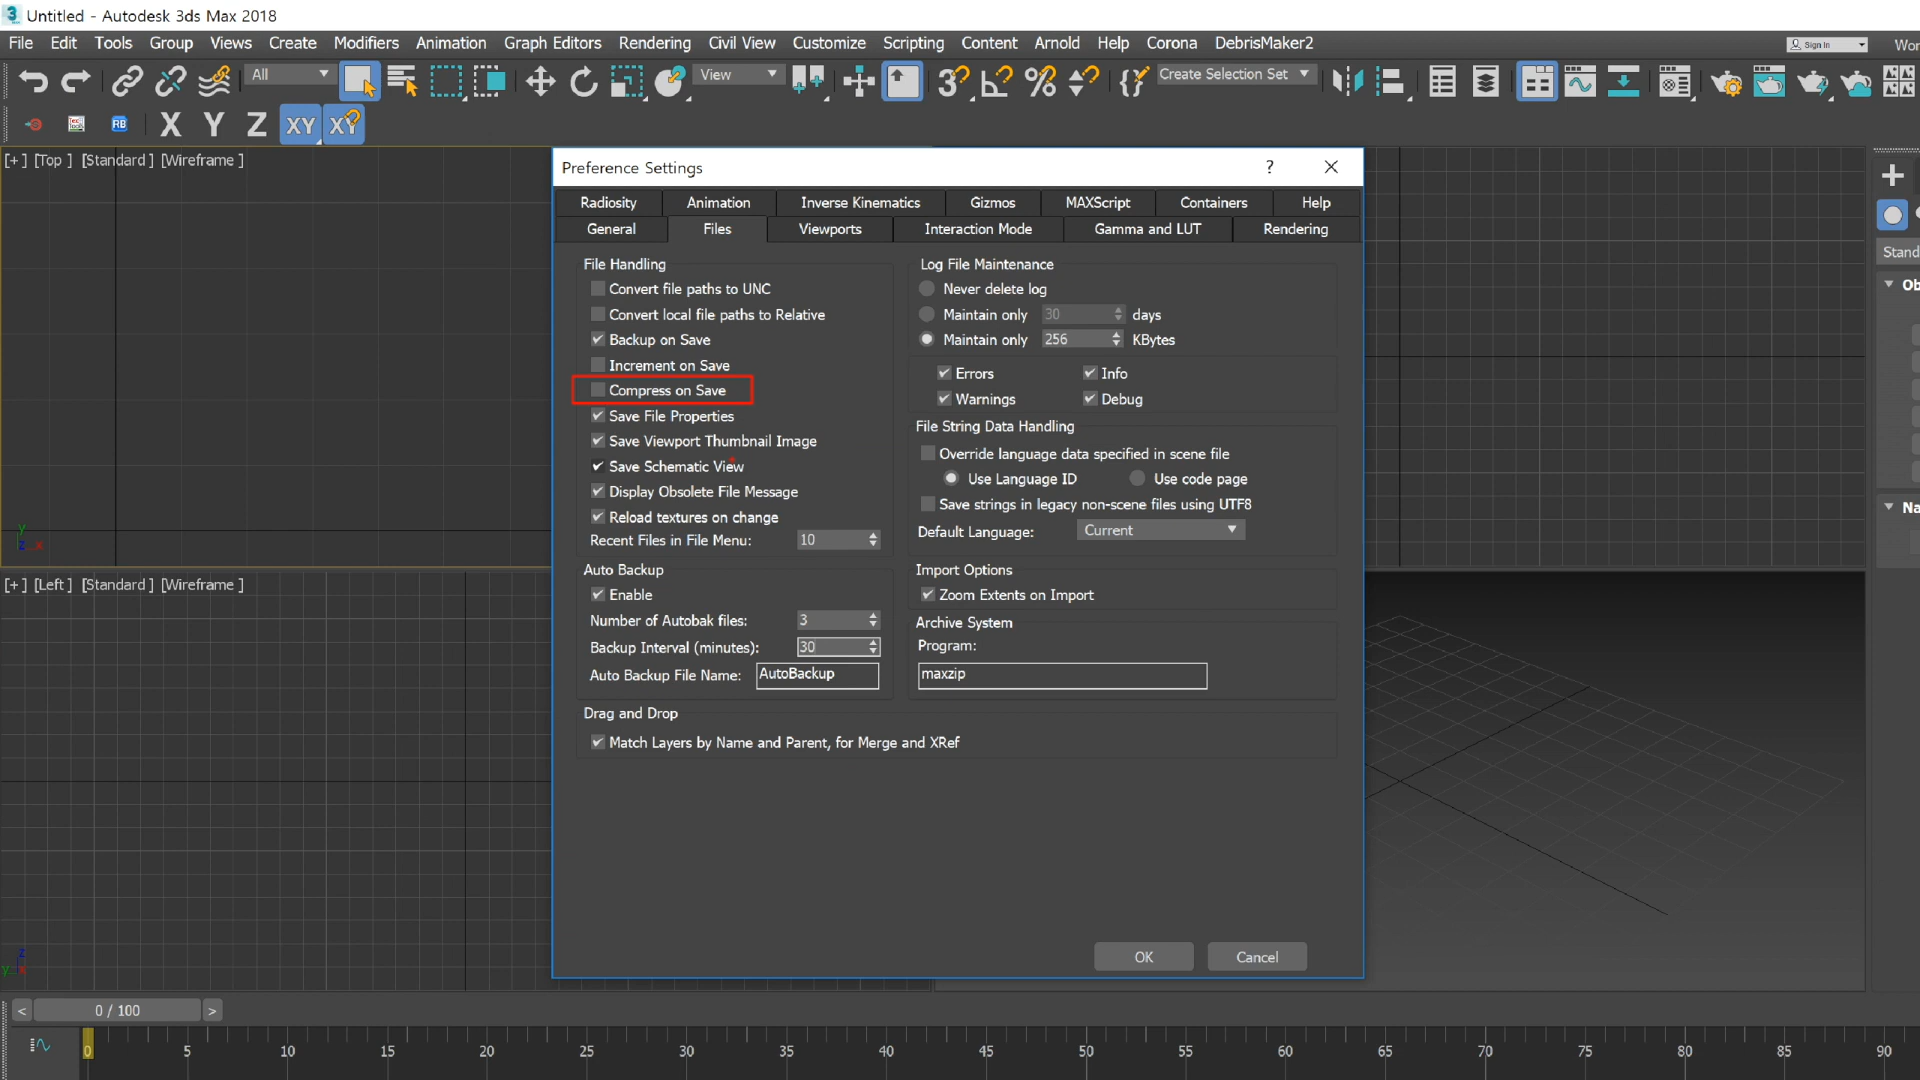 Untitled - Autodesk 3ds Max 2018
File Edit Tools Group Views Create Modifiers Animation Graph Editors Rendering Civil View Customize Scripting Content Arnold Help Corona DebrisMaker2
Sign In
Wor
All
View
Create Selection Set
RB X Y Z XY XY
[+] [Top ] [Standard ] [Wireframe ]
Preference Settings
Radiosity Animation Inverse Kinematics Gizmos MAXScript Containers Help
General Files Viewports Interaction Mode Gamma and LUT Rendering
File Handling
Convert file paths to UNC
Convert local file paths to Relative
Backup on Save
Increment on Save
Compress on Save
Save File Properties
Save Viewport Thumbnail Image
Save Schematic View
Display Obsolete File Message
Reload textures on change
Recent Files in File Menu: 10
Auto Backup
Enable
Number of Autobak files: 3
Backup Interval (minutes): 30
Auto Backup File Name: AutoBackup
Drag and Drop
Match Layers by Name and Parent, for Merge and XRef
Log File Maintenance
Never delete log
Maintain only 30 days
Maintain only 256 KBytes
Errors Info
Warnings Debug
File String Data Handling
Override language data specified in scene file
Use Language ID Use code page
Save strings in legacy non-scene files using UTF8
Default Language: Current
Import Options
Zoom Extents on Import
Archive System
Program:
maxzip
OK Cancel
Stand
Ob
Na
y
z x
[+] [Left ] [Standard ] [Wireframe ]
z
y x
< 0 / 100 >
0 5 10 15 20 25 30 35 40 45 50 55 60 65 70 75 80 85 90